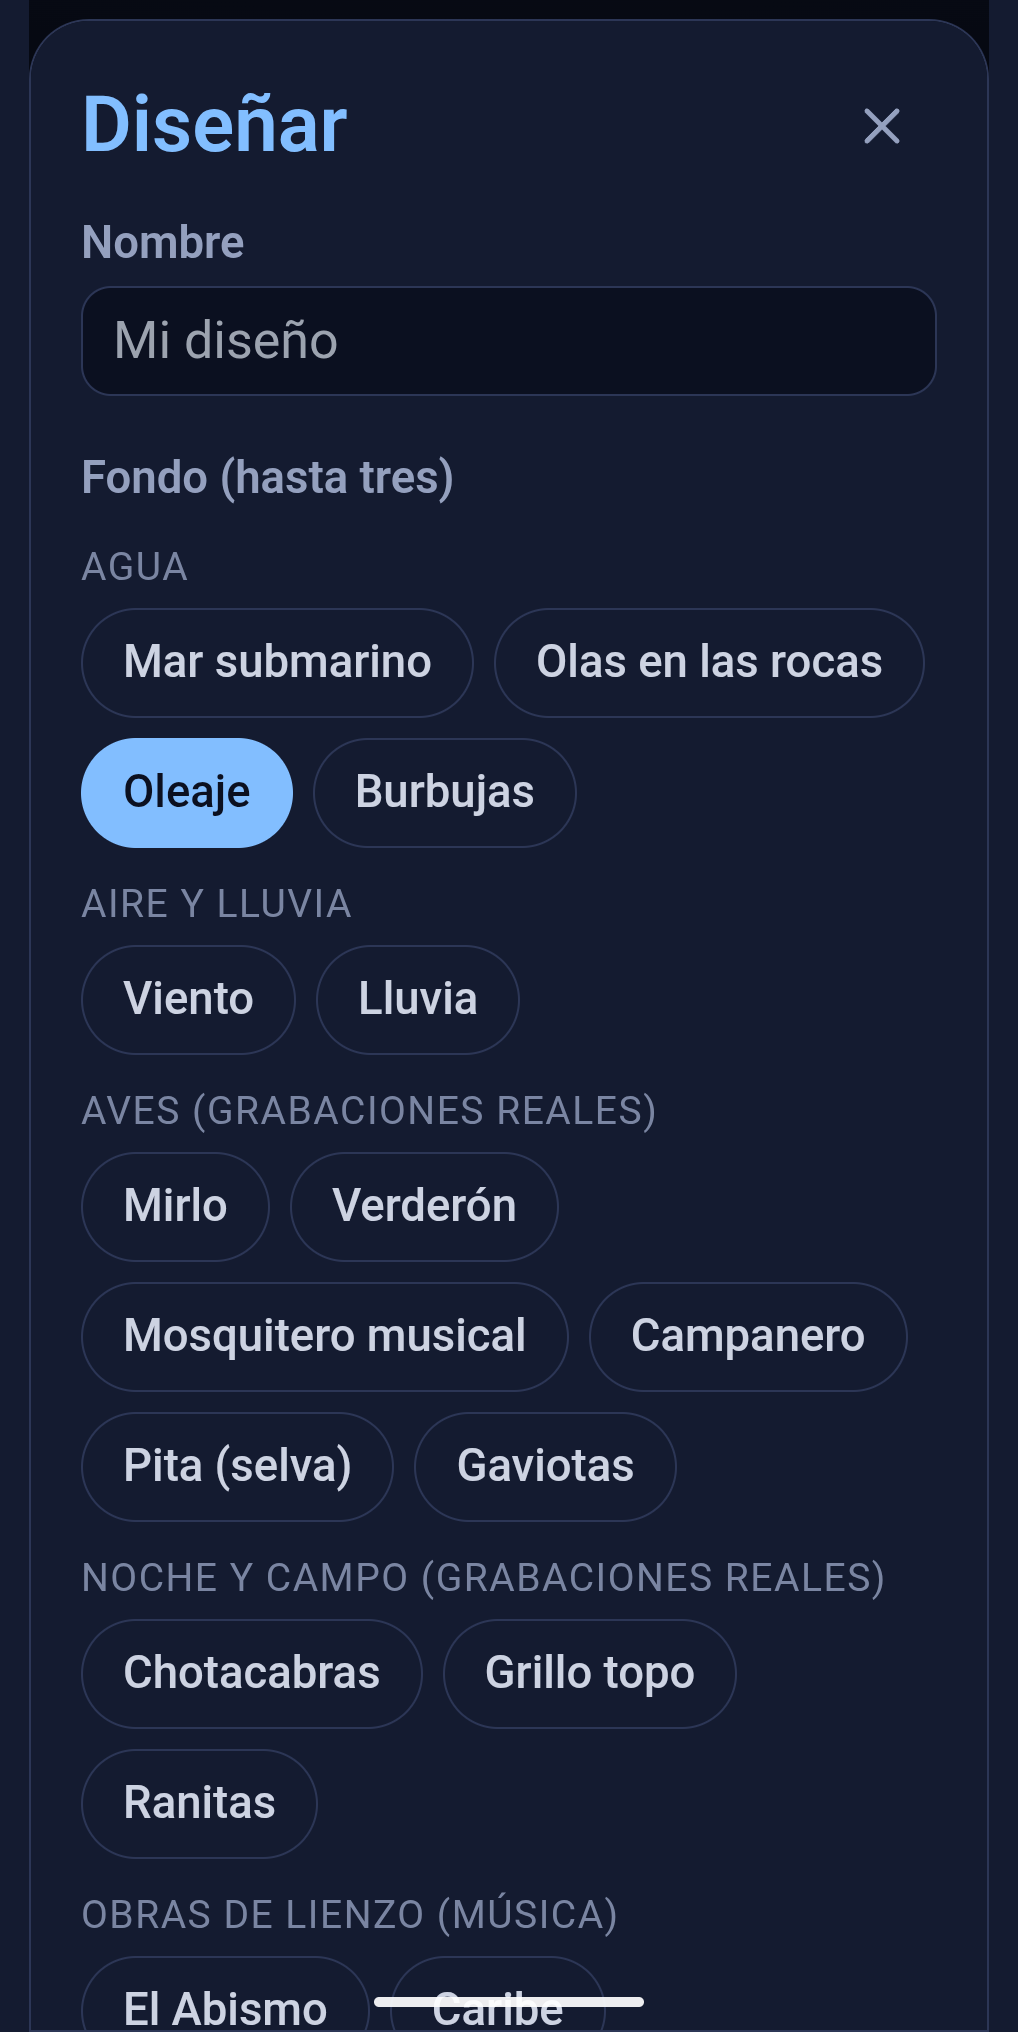 Diseñar
Nombre
Mi diseño
Fondo (hasta tres)
AGUA
Mar submarino Olas en las rocas
Oleaje Burbujas
AIRE Y LLUVIA
Viento Lluvia
AVES (GRABACIONES REALES)
Mirlo Verderón
Mosquitero musical Campanero
Pita (selva) Gaviotas
NOCHE Y CAMPO (GRABACIONES REALES)
Chotacabras Grillo topo
Ranitas
OBRAS DE LIENZO (MÚSICA)
El Abismo Caribe